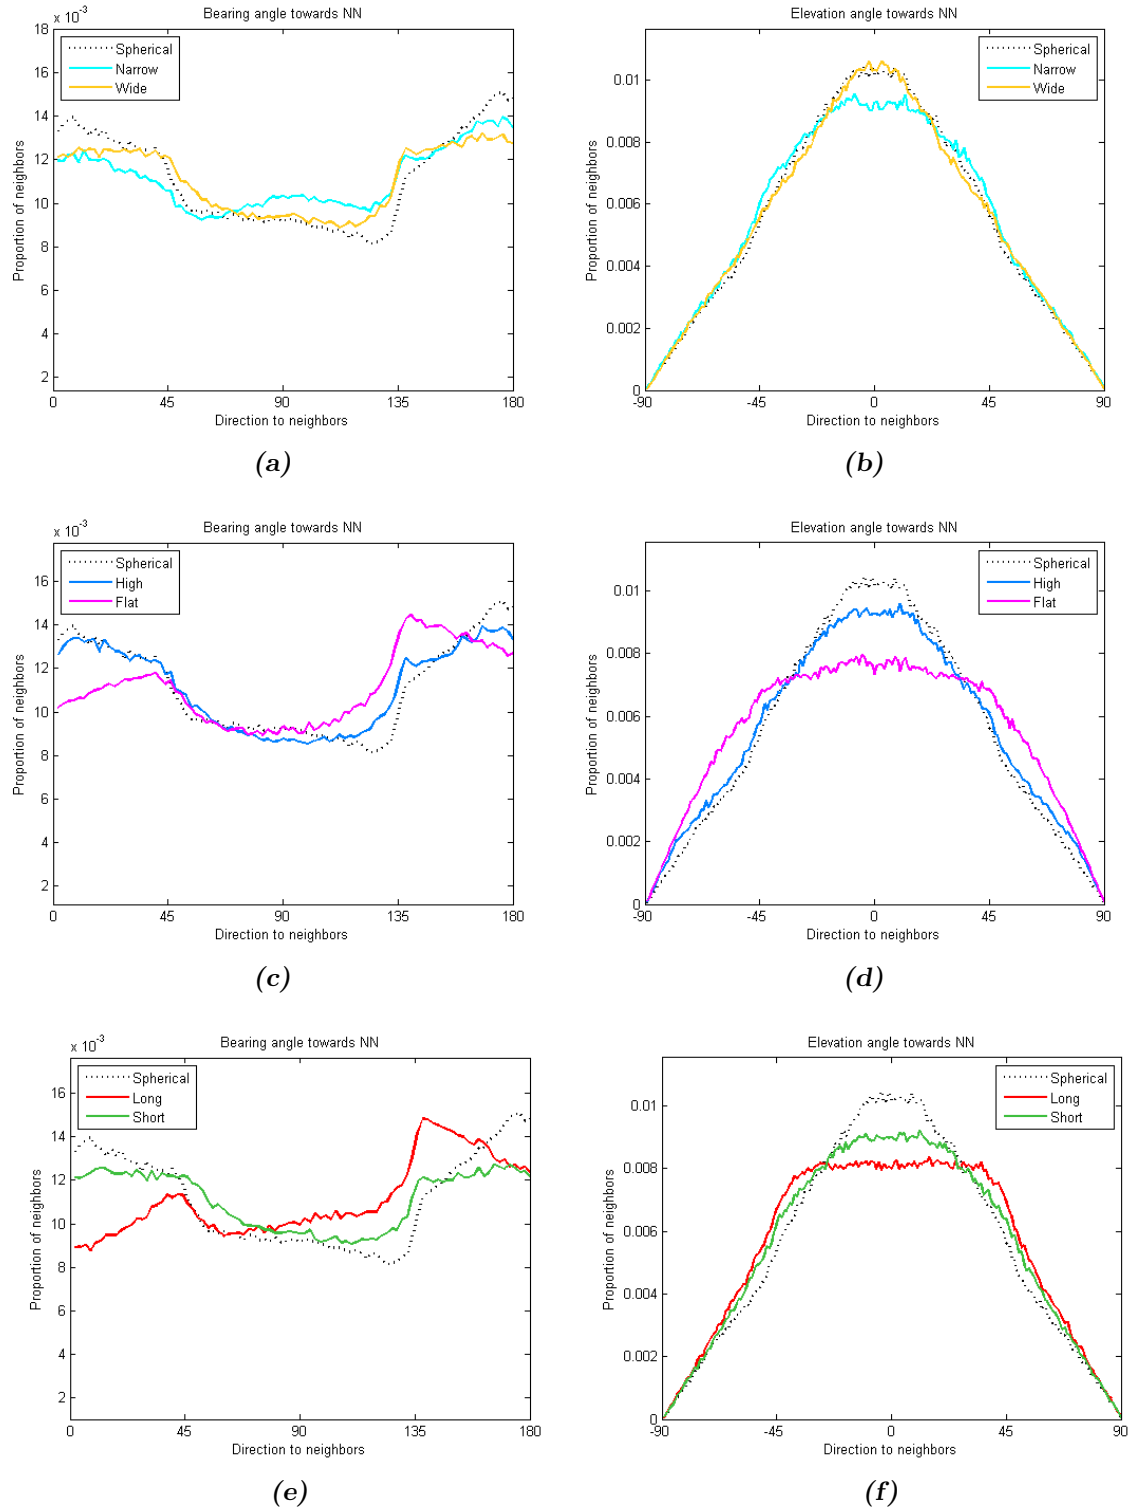 Bearing angle towards NN
x 10-3
Spherical
Narrow
Wide
18
16
14
12
10
8
6
4
2
Proportion of neighbors
0 45 90 135 180
Direction to neighbors
(a)
Elevation angle towards NN
Spherical
Narrow
Wide
0.01
0.008
0.006
0.004
0.002
0
Proportion of neighbors
-90 -45 0 45 90
Direction to neighbors
(b)
Bearing angle towards NN
x 10-3
Spherical
High
Flat
16
14
12
10
8
6
4
2
Proportion of neighbors
0 45 90 135 180
Direction to neighbors
(c)
Elevation angle towards NN
Spherical
High
Flat
0.01
0.008
0.006
0.004
0.002
0
Proportion of neighbors
-90 -45 0 45 90
Direction to neighbors
(d)
Bearing angle towards NN
x 10-3
Spherical
Long
Short
16
14
12
10
8
6
4
2
Proportion of neighbors
0 45 90 135 180
Direction to neighbors
(e)
Elevation angle towards NN
Spherical
Long
Short
0.01
0.008
0.006
0.004
0.002
0
Proportion of neighbors
-90 -45 0 45 90
Direction to neighbors
(f)